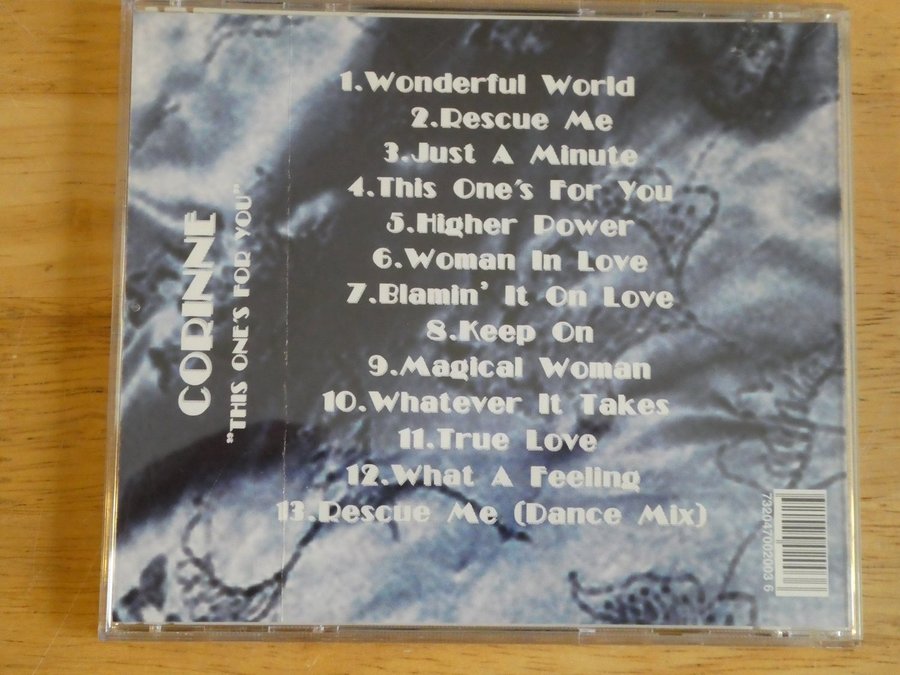 1.Wonderful World
2.Rescue Me
3.Just A Minute
4.This One's For You
5.Higher Power
6.Woman In Love
7.Blamin' It On Love
8.Keep On
9.Magical Woman
10.Whatever It Takes
11.True Love
12.What A Feeling
13.Rescue Me (Dance Mix)
CORINNE
"THIS ONE'S FOR YOU"